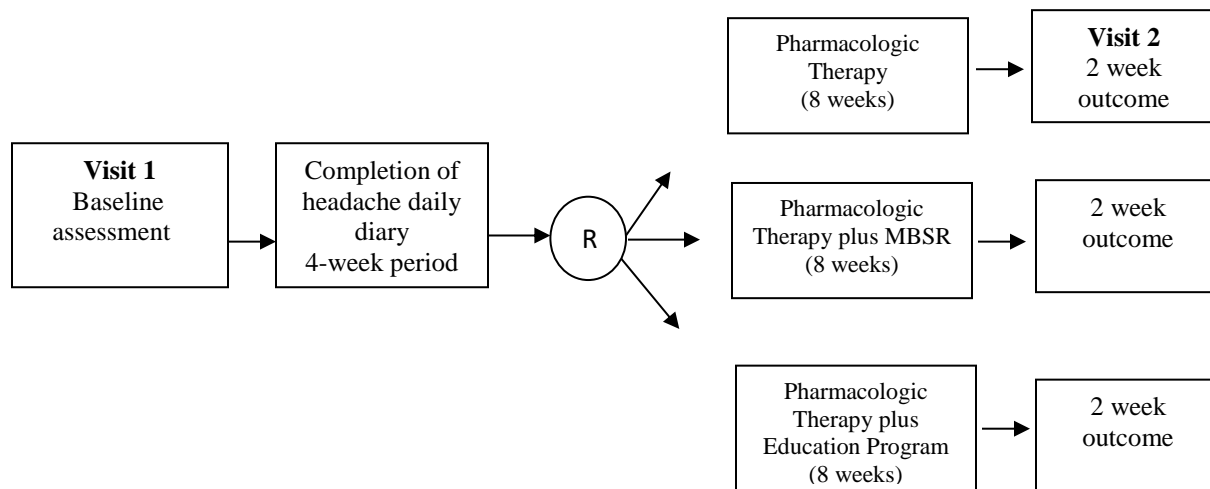 Visit 1
Baseline
assessment
Completion of
headache daily
diary
4-week period
R
Pharmacologic
Therapy
(8 weeks)
Visit 2
2 week
outcome
Pharmacologic
Therapy plus MBSR
(8 weeks)
2 week
outcome
Pharmacologic
Therapy plus
Education Program
(8 weeks)
2 week
outcome